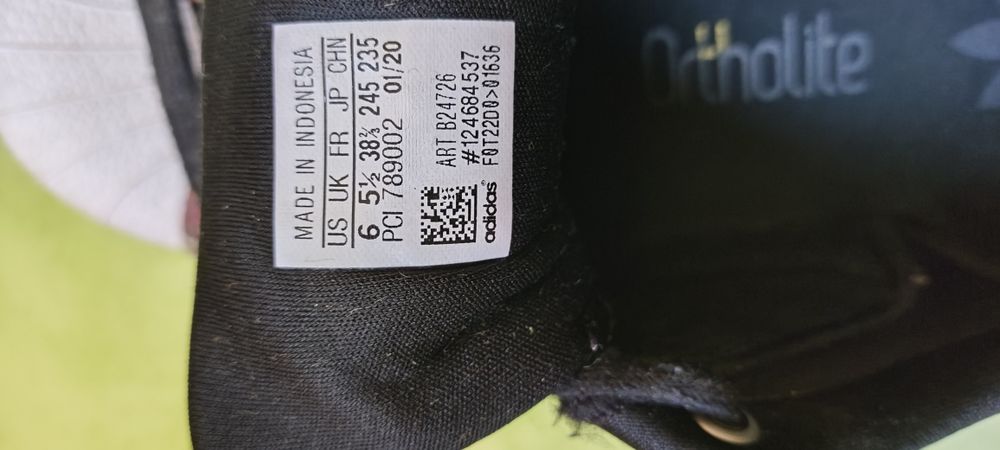 MADE IN INDONESIA
US UK FR JP CHN
6 5½ 38⅔ 245 235
PCI 789002 01/20
ART B24726
#124684537
F0T22D0>01636
adidas®
Ortholite